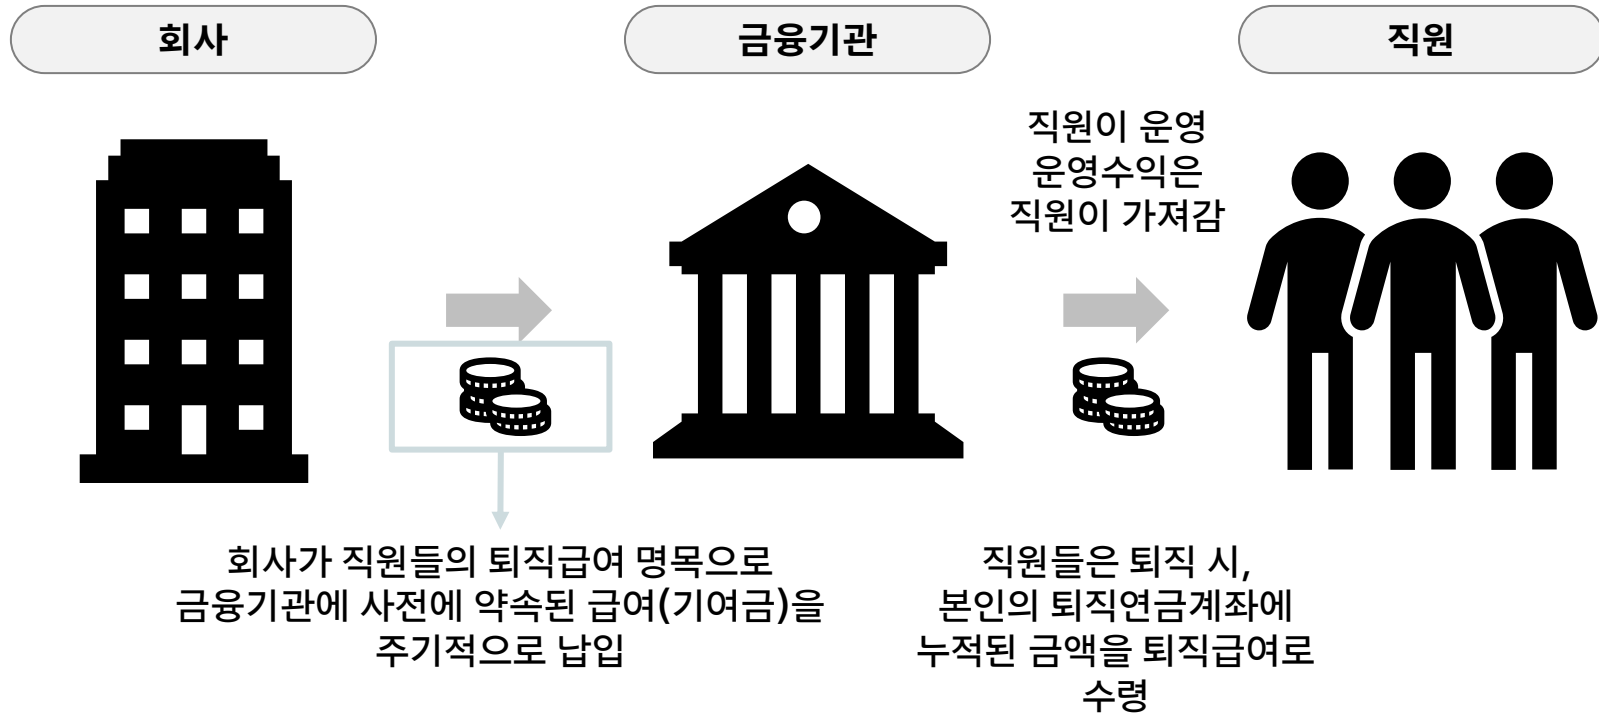 회사
금융기관
직원
직원이 운영
운영수익은
직원이 가져감
회사가 직원들의 퇴직급여 명목으로
금융기관에 사전에 약속된 급여(기여금)을
주기적으로 납입
직원들은 퇴직 시,
본인의 퇴직연금계좌에
누적된 금액을 퇴직급여로
수령